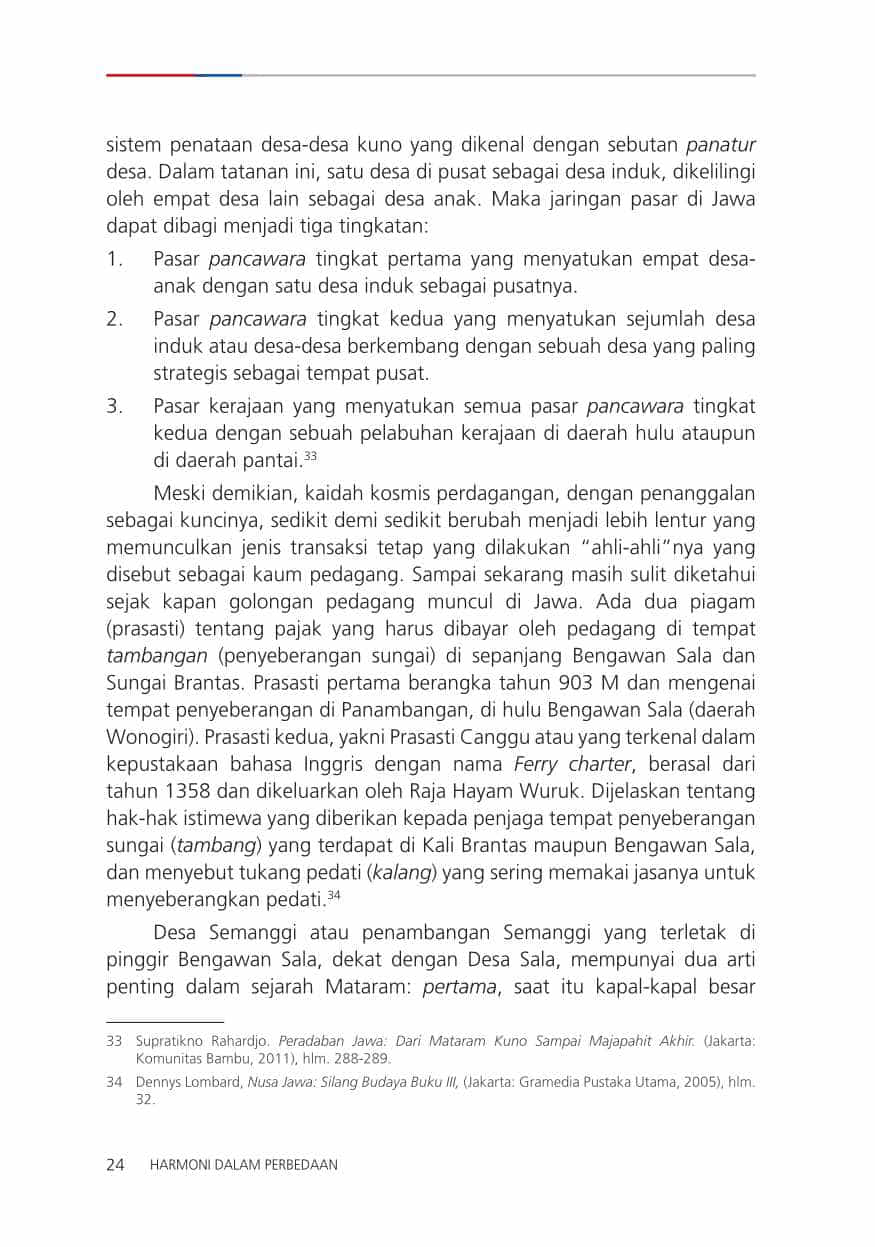 sistem penataan desa-desa kuno yang dikenal dengan sebutan panatur
desa. Dalam tatanan ini, satu desa di pusat sebagai desa induk, dikelilingi
oleh empat desa lain sebagai desa anak. Maka jaringan pasar di Jawa
dapat dibagi menjadi tiga tingkatan:
1. Pasar pancawara tingkat pertama yang menyatukan empat desa-
anak dengan satu desa induk sebagai pusatnya.
2. Pasar pancawara tingkat kedua yang menyatukan sejumlah desa
induk atau desa-desa berkembang dengan sebuah desa yang paling
strategis sebagai tempat pusat.
3. Pasar kerajaan yang menyatukan semua pasar pancawara tingkat
kedua dengan sebuah pelabuhan kerajaan di daerah hulu ataupun
di daerah pantai.33
Meski demikian, kaidah kosmis perdagangan, dengan penanggalan
sebagai kuncinya, sedikit demi sedikit berubah menjadi lebih lentur yang
memunculkan jenis transaksi tetap yang dilakukan “ahli-ahli”nya yang
disebut sebagai kaum pedagang. Sampai sekarang masih sulit diketahui
sejak kapan golongan pedagang muncul di Jawa. Ada dua piagam
(prasasti) tentang pajak yang harus dibayar oleh pedagang di tempat
tambangan (penyeberangan sungai) di sepanjang Bengawan Sala dan
Sungai Brantas. Prasasti pertama berangka tahun 903 M dan mengenai
tempat penyeberangan di Panambangan, di hulu Bengawan Sala (daerah
Wonogiri). Prasasti kedua, yakni Prasasti Canggu atau yang terkenal dalam
kepustakaan bahasa Inggris dengan nama Ferry charter, berasal dari
tahun 1358 dan dikeluarkan oleh Raja Hayam Wuruk. Dijelaskan tentang
hak-hak istimewa yang diberikan kepada penjaga tempat penyeberangan
sungai (tambang) yang terdapat di Kali Brantas maupun Bengawan Sala,
dan menyebut tukang pedati (kalang) yang sering memakai jasanya untuk
menyeberangkan pedati.34
Desa Semanggi atau penambangan Semanggi yang terletak di
pinggir Bengawan Sala, dekat dengan Desa Sala, mempunyai dua arti
penting dalam sejarah Mataram: pertama, saat itu kapal-kapal besar
33 Supratikno Rahardjo. Peradaban Jawa: Dari Mataram Kuno Sampai Majapahit Akhir. (Jakarta:
Komunitas Bambu, 2011), hlm. 288-289.
34 Dennys Lombard, Nusa Jawa: Silang Budaya Buku III, (Jakarta: Gramedia Pustaka Utama, 2005), hlm.
32.
24 HARMONI DALAM PERBEDAAN